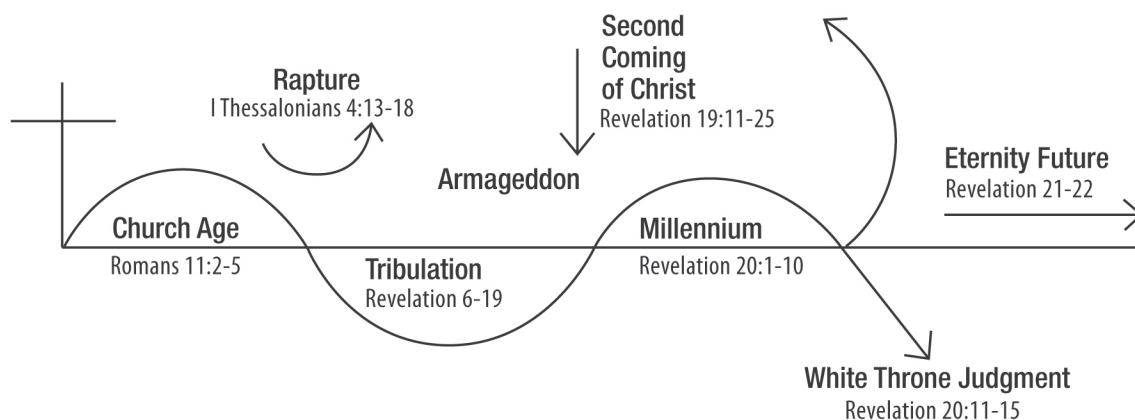 Second
Coming
of Christ
Revelation 19:11-25
Rapture
I Thessalonians 4:13-18
Armageddon
Eternity Future
Revelation 21-22
Church Age
Romans 11:2-5
Tribulation
Revelation 6-19
Millennium
Revelation 20:1-10
White Throne Judgment
Revelation 20:11-15